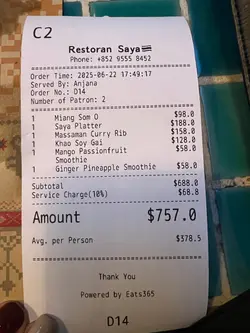 C2
Restoran Saya
Phone: +852 9555 8452
Order Time: 2025-06-22 17:49:17
Served By: Anjana
Order No.: D14
Number of Patron: 2
1 Miang Som O $98.0
1 Saya Platter $188.0
1 Massaman Curry Rib $158.0
1 Khao Soy Gai $128.0
1 Mango Passionfruit $58.0
Smoothie
1 Ginger Pineapple Smoothie $58.0
Subtotal $688.0
Service Charge(10%) $68.8
Amount $757.0
Avg. per Person $378.5
Thank You
Powered by Eats365
D14